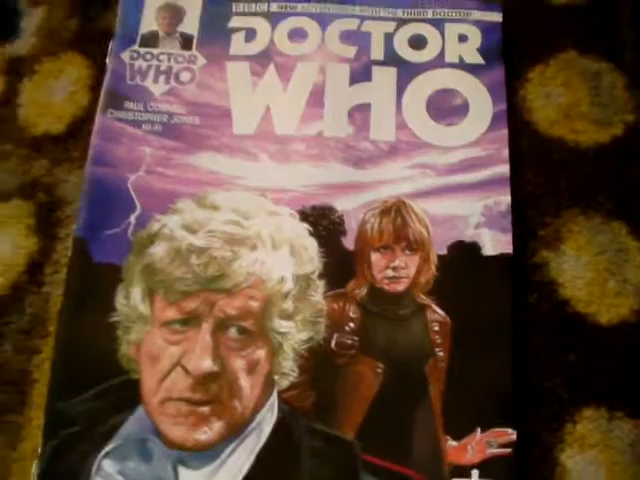 BBC NEW ADVENTURES WITH THE THIRD DOCTOR!
DOCTOR
WHO
DOCTOR
WHO
PAUL CORNELL
CHRISTOPHER JONES